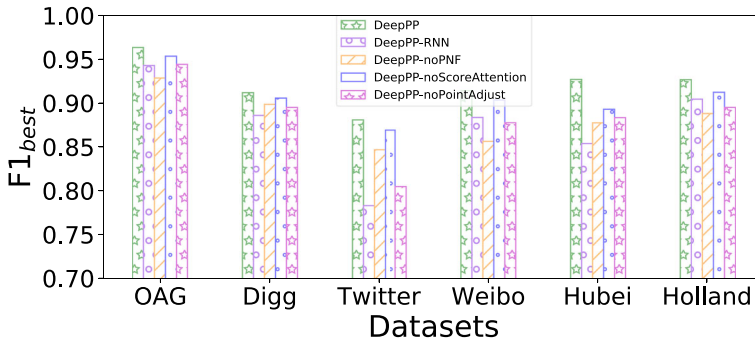 1.00
0.95
0.90
0.85
0.80
0.75
0.70
F1best
DeepPP
DeepPP-RNN
DeepPP-noPNF
DeepPP-noScoreAttention
DeepPP-noPointAdjust
OAG Digg Twitter Weibo Hubei Holland
Datasets